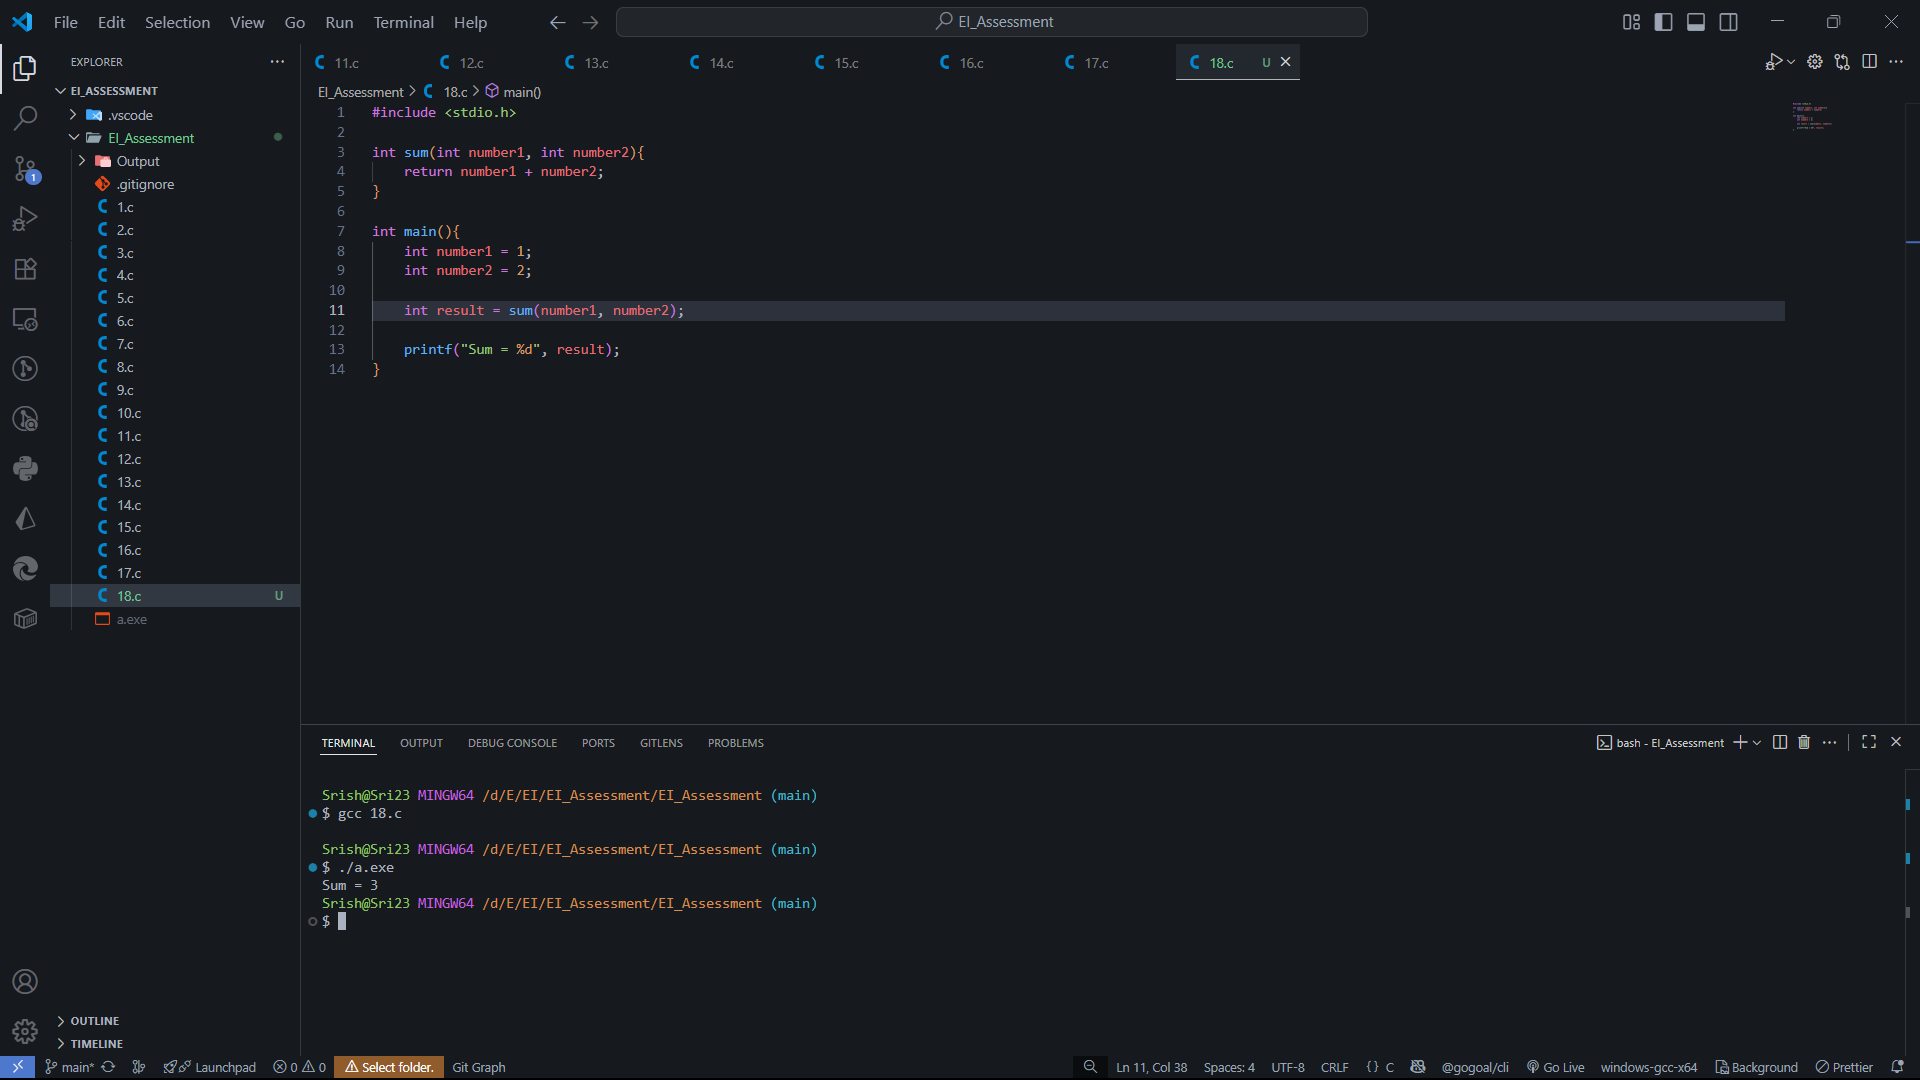 File Edit Selection View Go Run Terminal Help
EI_Assessment
EXPLORER
EI_ASSESSMENT
.vscode
EI_Assessment
Output
.gitignore
1.c
2.c
3.c
4.c
5.c
6.c
7.c
8.c
9.c
10.c
11.c
12.c
13.c
14.c
15.c
16.c
17.c
18.c U
a.exe
OUTLINE
TIMELINE
11.c 12.c 13.c 14.c 15.c 16.c 17.c 18.c U
EI_Assessment > 18.c > main()
1 #include <stdio.h>
2
3 int sum(int number1, int number2){
4 return number1 + number2;
5 }
6
7 int main(){
8 int number1 = 1;
9 int number2 = 2;
10
11 int result = sum(number1, number2);
12
13 printf("Sum = %d", result);
14 }
TERMINAL OUTPUT DEBUG CONSOLE PORTS GITLENS PROBLEMS
bash - EI_Assessment
Srish@Sri23 MINGW64 /d/E/EI/EI_Assessment/EI_Assessment (main)
$ gcc 18.c
Srish@Sri23 MINGW64 /d/E/EI/EI_Assessment/EI_Assessment (main)
$ ./a.exe
Sum = 3
Srish@Sri23 MINGW64 /d/E/EI/EI_Assessment/EI_Assessment (main)
$
1
main* Launchpad 0 0 Select folder. Git Graph
Ln 11, Col 38 Spaces: 4 UTF-8 CRLF {} C @gogoal/cli Go Live windows-gcc-x64 Background Prettier